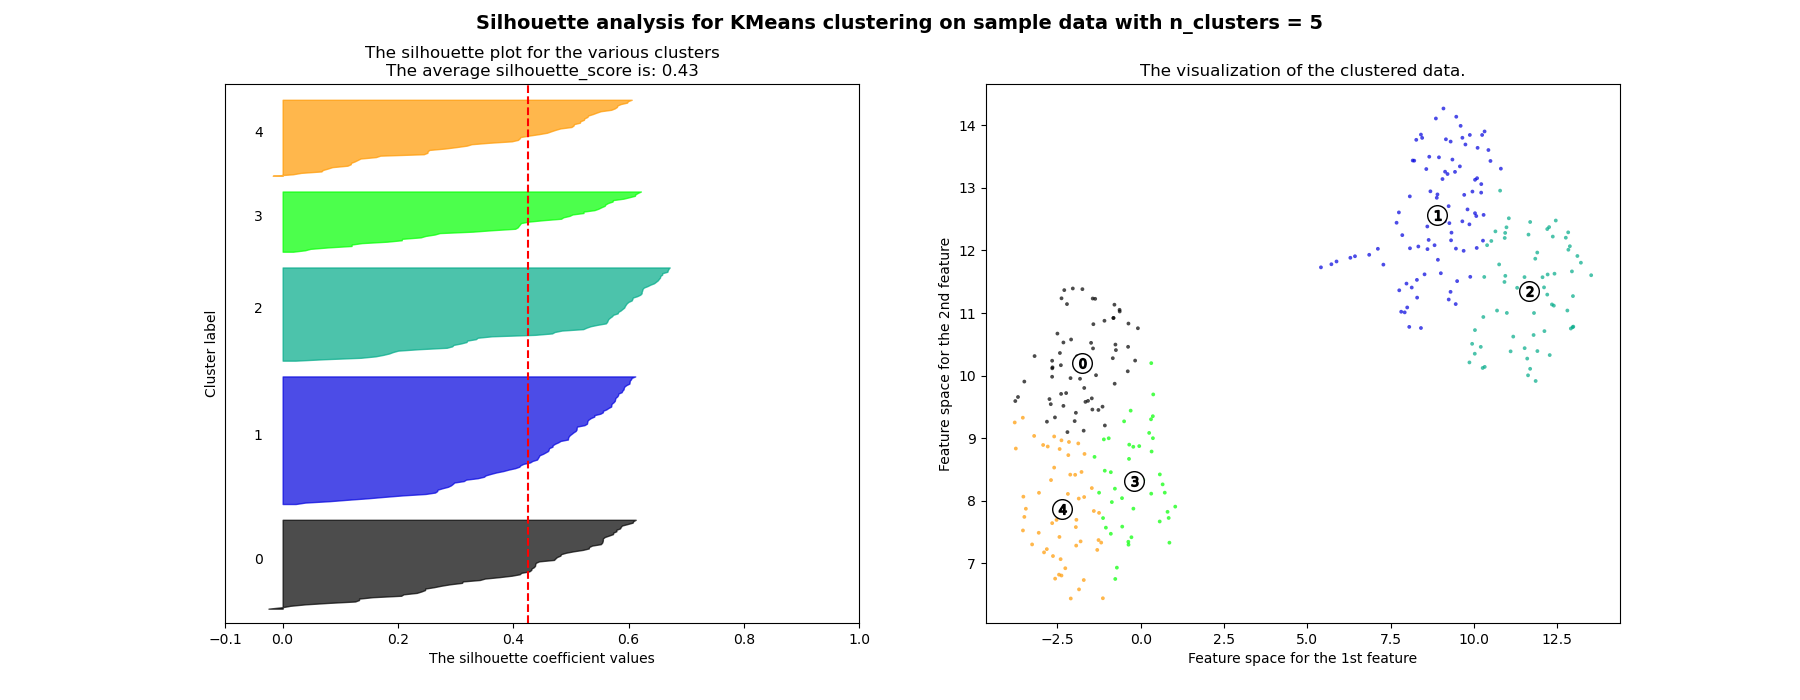 Silhouette analysis for KMeans clustering on sample data with n_clusters = 5
The silhouette plot for the various clusters
The average silhouette_score is: 0.43
4
3
2
1
0
Cluster label
−0.1 0.0 0.2 0.4 0.6 0.8 1.0
The silhouette coefficient values
The visualization of the clustered data.
14
13
12
11
10
9
8
7
Feature space for the 2nd feature
1
2
0
3
4
−2.5 0.0 2.5 5.0 7.5 10.0 12.5
Feature space for the 1st feature